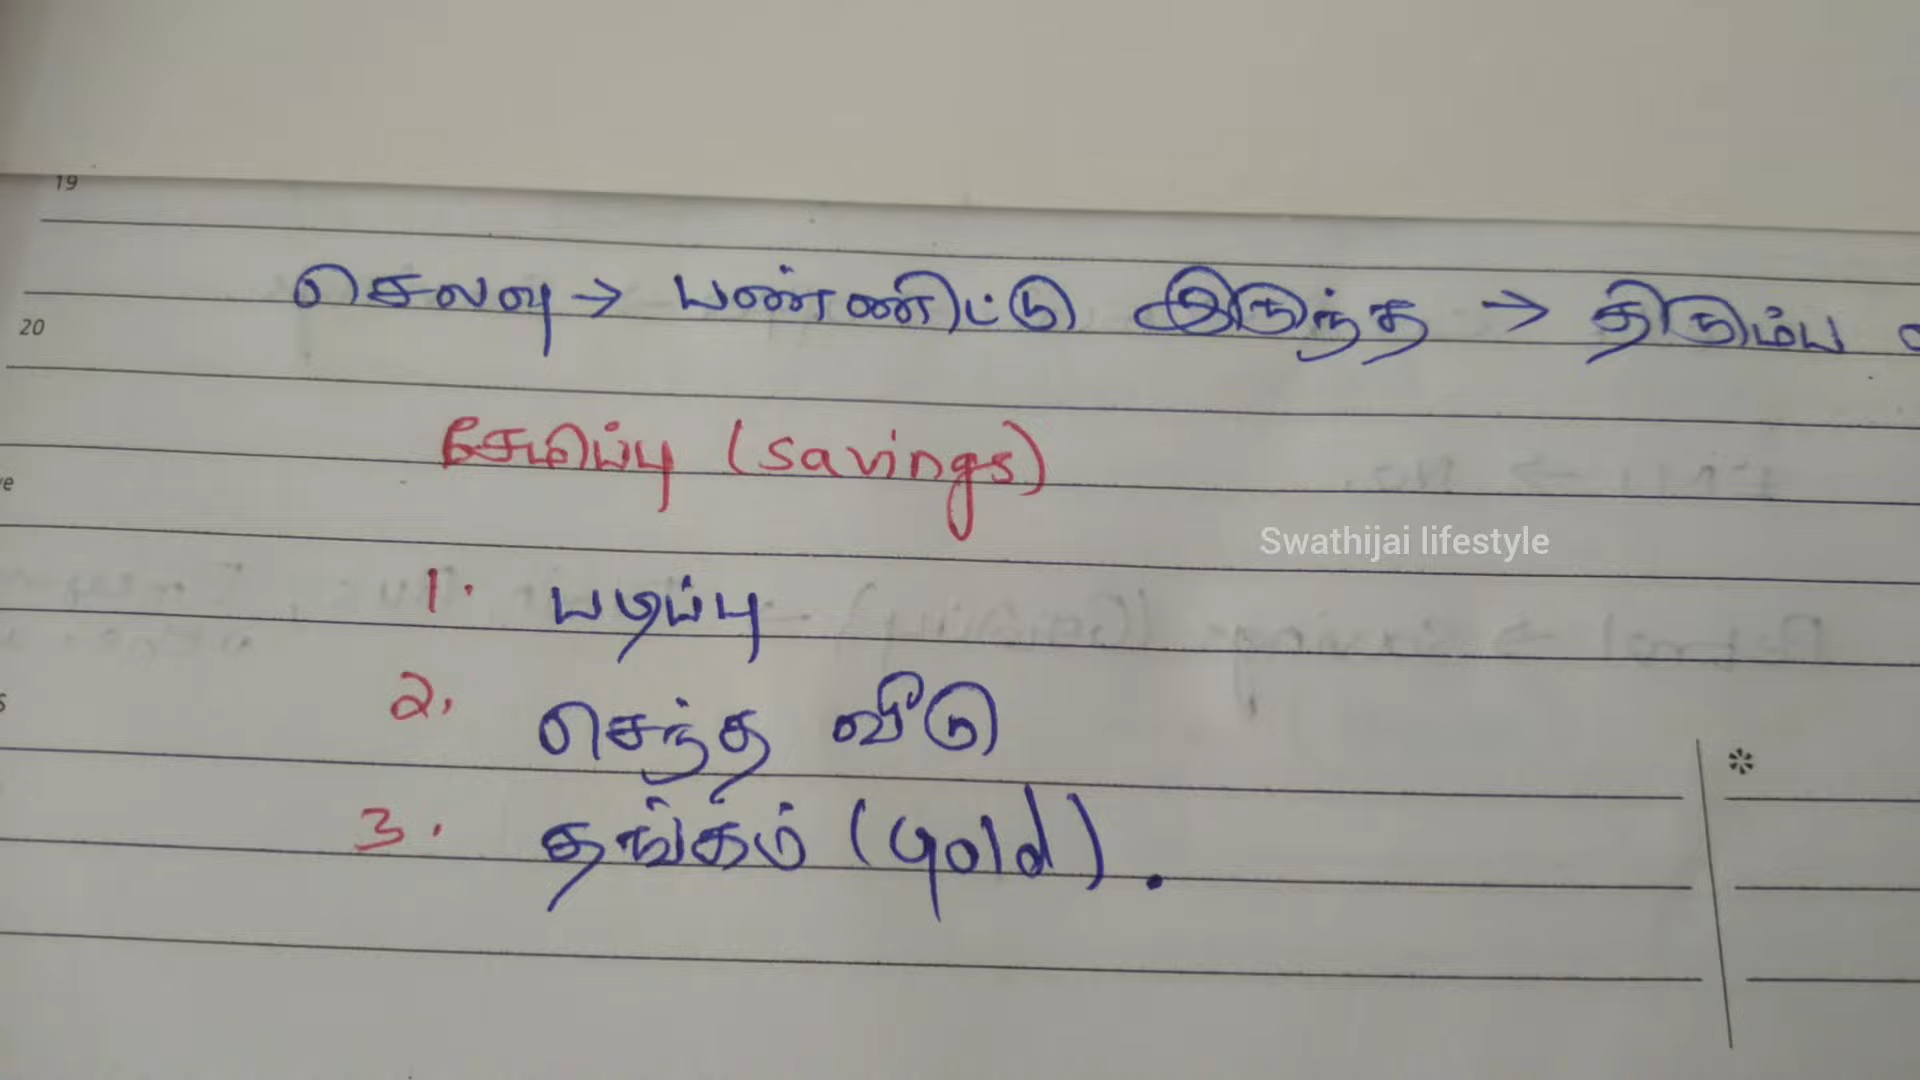 19
செலவு → பண்ணிட்டு இருந்த → திரும்ப
20
சேமிப்பு (savings)
Swathijai lifestyle
1. படிப்பு
2. செந்த வீடு
3. தங்கம் (Gold).
*